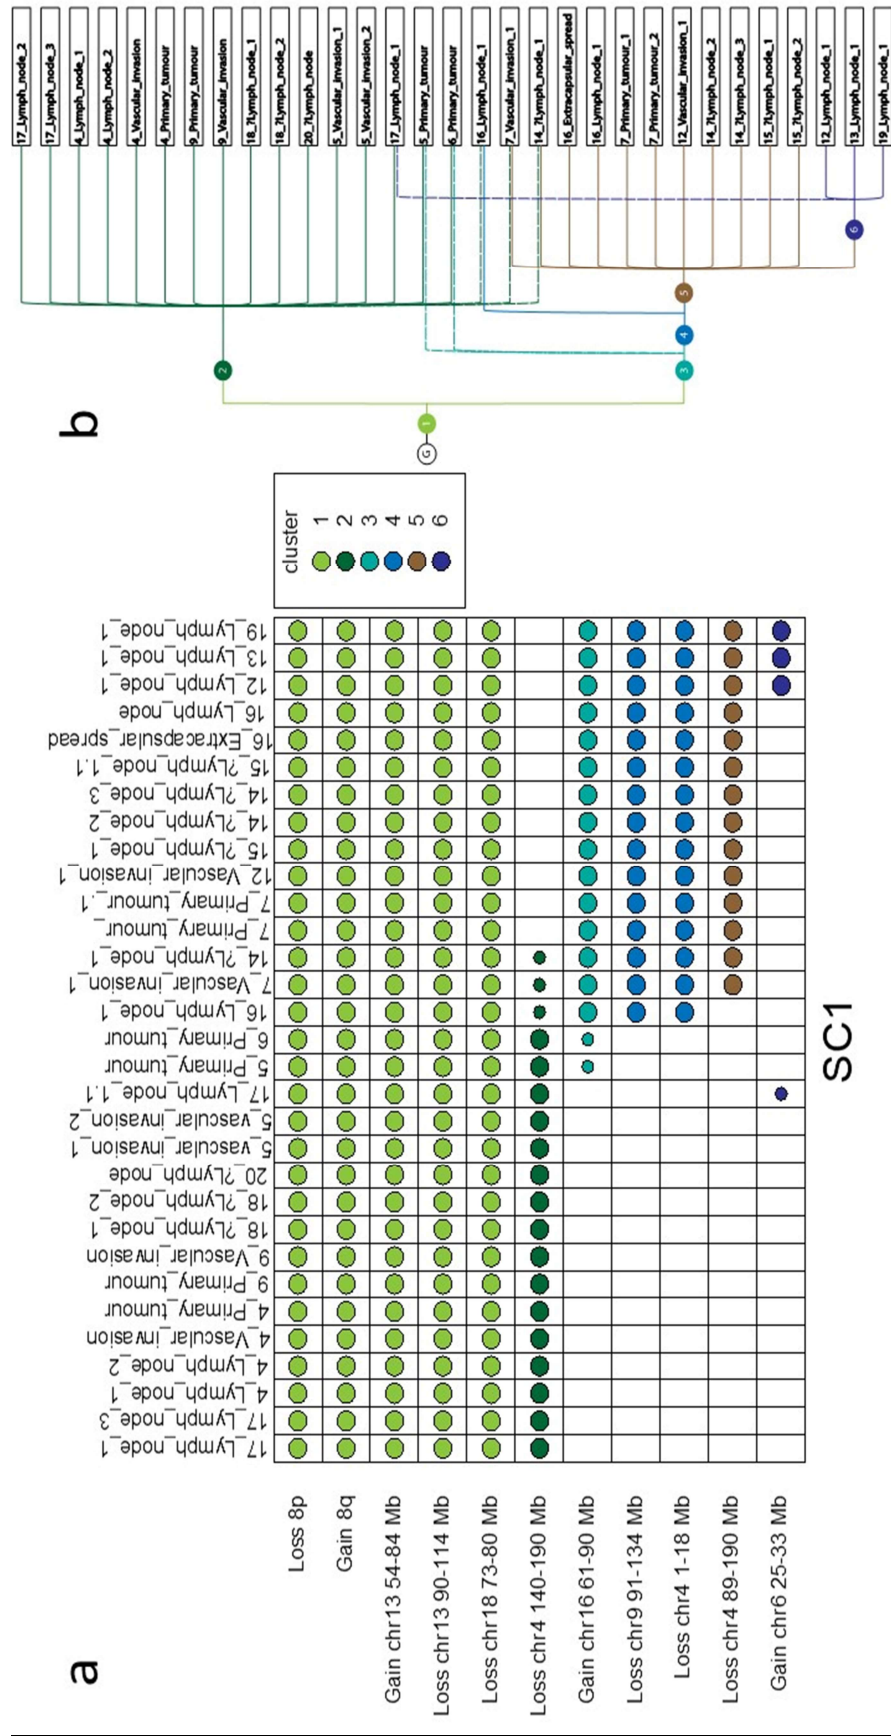 a
17_Lymph_node_1
17_Lymph_node_3
4_Lymph_node_1
4_Lymph_node_2
4_Vascular_invasion
4_Primary_tumour
9_Primary_tumour
9_Vascular_invasion
18_?Lymph_node_1
18_?Lymph_node_2
20_?Lymph_node
5_vascular_invasion_1
5_vascular_invasion_2
17_Lymph_node_1.1
5_Primary_tumour
6_Primary_tumour
16_Lymph_node_1
7_Vascular_invasion_1
14_?Lymph_node_1
7_Primary_tumour_
7_Primary_tumour_.1
12_Vascular_invasion_1
15_?Lymph_node_1
14_?Lymph_node_2
14_?Lymph_node_3
15_?Lymph_node_1.1
16_Extracapsular_spread
16_Lymph_node
12_Lymph_node_1
13_Lymph_node_1
19_Lymph_node_1
Loss 8p
Gain 8q
Gain chr13 54-84 Mb
Loss chr13 90-114 Mb
Loss chr18 73-80 Mb
Loss chr4 140-190 Mb
Gain chr16 61-90 Mb
Loss chr9 91-134 Mb
Loss chr4 1-18 Mb
Loss chr4 89-190 Mb
Gain chr6 25-33 Mb
SC1
cluster
1
2
3
4
5
6
b
G
1
2
3
4
5
6
17_Lymph_node_2
17_Lymph_node_3
4_Lymph_node_1
4_Lymph_node_2
4_Vascular_invasion
4_Primary_tumour
9_Primary_tumour
9_Vascular_invasion
18_?Lymph_node_1
18_?Lymph_node_2
20_?Lymph_node
5_Vascular_invasion_1
5_Vascular_invasion_2
17_Lymph_node_1
5_Primary_tumour
6_Primary_tumour
16_Lymph_node_1
7_Vascular_invasion_1
14_?Lymph_node_1
16_Extracapsular_spread
16_Lymph_node_1
7_Primary_tumour_1
7_Primary_tumour_2
12_Vascular_invasion_1
14_?Lymph_node_2
14_?Lymph_node_3
15_?Lymph_node_1
15_?Lymph_node_2
12_Lymph_node_1
13_Lymph_node_1
19_Lymph_node_1